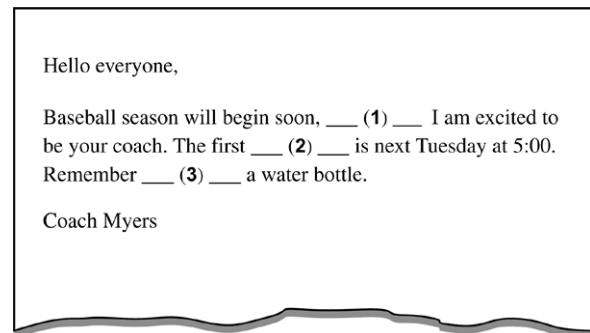 Hello everyone,
Baseball season will begin soon, ___ (1) ___ I am excited to
be your coach. The first ___ (2) ___ is next Tuesday at 5:00.
Remember ___ (3) ___ a water bottle.
Coach Myers